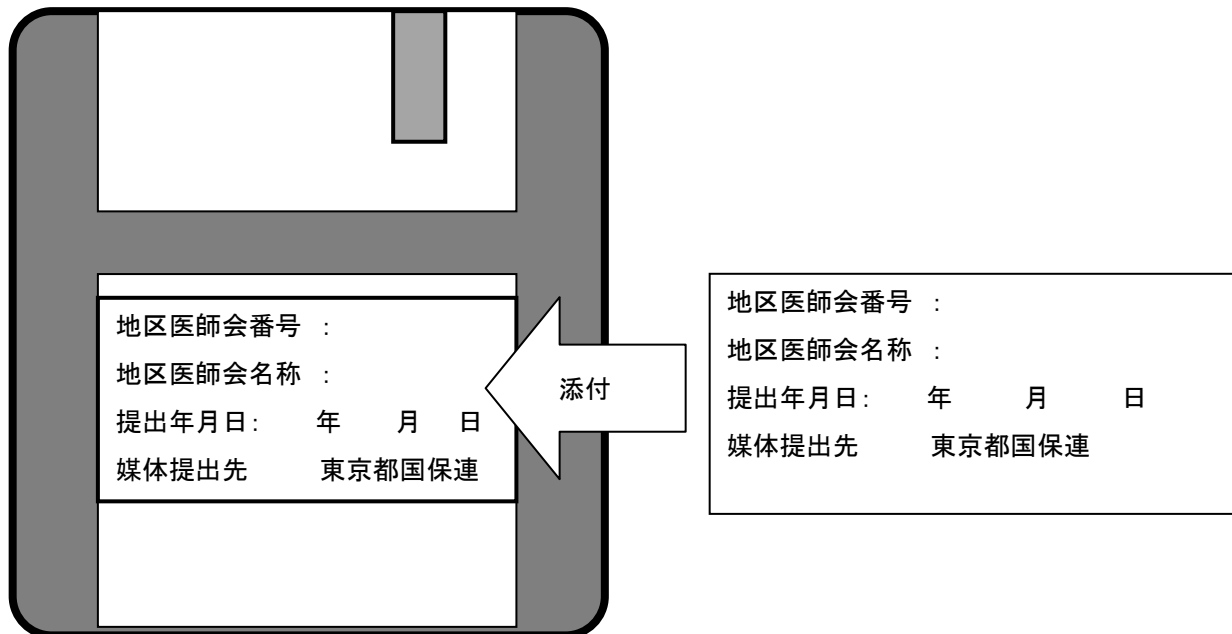 地区医師会番号 :
地区医師会名称 :
提出年月日: 年 月 日
媒体提出先 東京都国保連
添付
地区医師会番号 :
地区医師会名称 :
提出年月日: 年 月 日
媒体提出先 東京都国保連